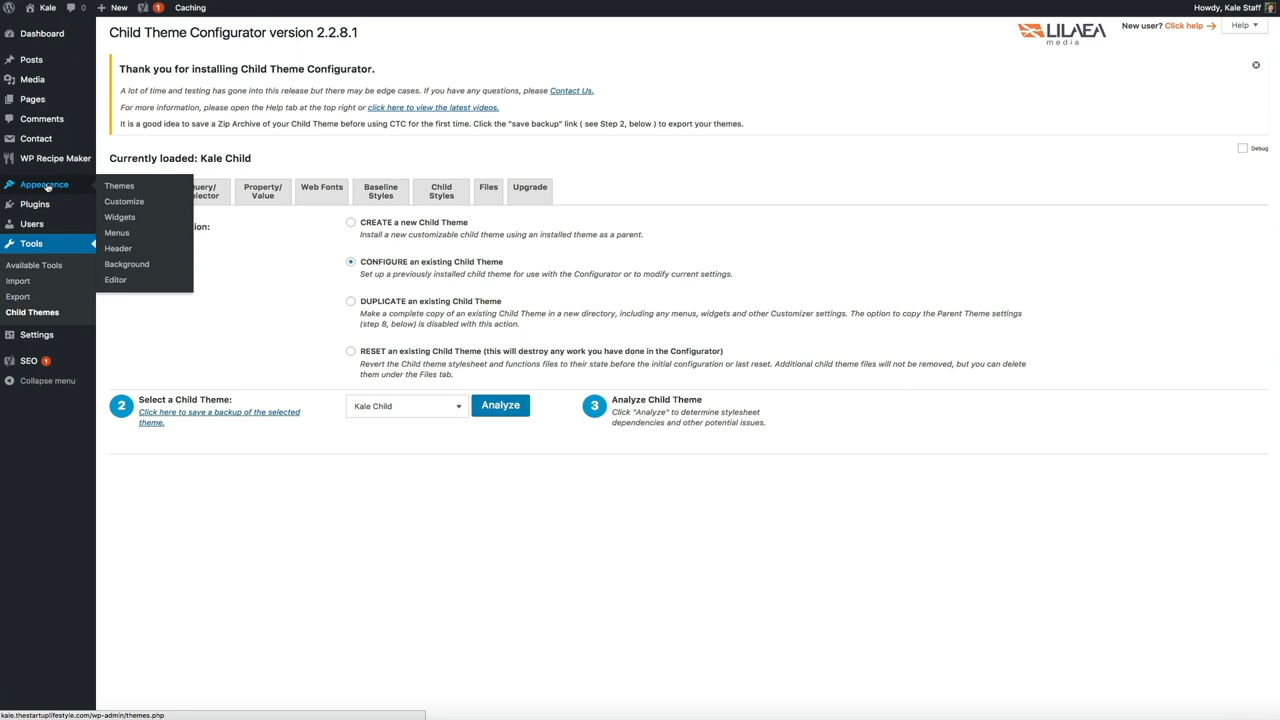 Kale
0
New
1
Caching
Howdy, Kale Staff
Dashboard
Posts
Media
Pages
Comments
Contact
WP Recipe Maker
Appearance
Plugins
Users
Tools
Available Tools
Import
Export
Child Themes
Settings
SEO 1
Collapse menu
Themes
Customize
Widgets
Menus
Header
Background
Editor
Child Theme Configurator version 2.2.8.1
LILAEA
media
New user? Click help
Help
Thank you for installing Child Theme Configurator.
A lot of time and testing has gone into this release but there may be edge cases. If you have any questions, please Contact Us.
For more information, please open the Help tab at the top right or click here to view the latest videos.
It is a good idea to save a Zip Archive of your Child Theme before using CTC for the first time. Click the "save backup" link ( see Step 2, below ) to export your themes.
Currently loaded: Kale Child
Debug
uery/
elector
Property/
Value
Web Fonts
Baseline
Styles
Child
Styles
Files
Upgrade
ion:
CREATE a new Child Theme
Install a new customizable child theme using an installed theme as a parent.
CONFIGURE an existing Child Theme
Set up a previously installed child theme for use with the Configurator or to modify current settings.
DUPLICATE an existing Child Theme
Make a complete copy of an existing Child Theme in a new directory, including any menus, widgets and other Customizer settings. The option to copy the Parent Theme settings
(step 8, below) is disabled with this action.
RESET an existing Child Theme (this will destroy any work you have done in the Configurator)
Revert the Child theme stylesheet and functions files to their state before the initial configuration or last reset. Additional child theme files will not be removed, but you can delete
them under the Files tab.
2
Select a Child Theme:
Click here to save a backup of the selected
theme.
Kale Child
Analyze
3
Analyze Child Theme
Click "Analyze" to determine stylesheet
dependencies and other potential issues.
kale.thestartuplifestyle.com/wp-admin/themes.php